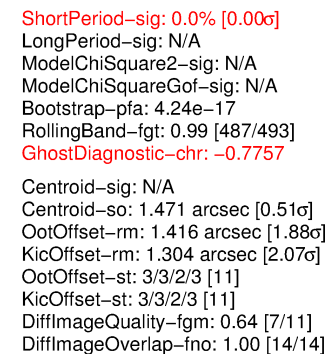 ShortPeriod−sig: 0.0% [0.00σ]
LongPeriod−sig: N/A
ModelChiSquare2−sig: N/A
ModelChiSquareGof−sig: N/A
Bootstrap−pfa: 4.24e−17
RollingBand−fgt: 0.99 [487/493]
GhostDiagnostic−chr: −0.7757
Centroid−sig: N/A
Centroid−so: 1.471 arcsec [0.51σ]
OotOffset−rm: 1.416 arcsec [1.88σ]
KicOffset−rm: 1.304 arcsec [2.07σ]
OotOffset−st: 3/3/2/3 [11]
KicOffset−st: 3/3/2/3 [11]
DiffImageQuality−fgm: 0.64 [7/11]
DiffImageOverlap−fno: 1.00 [14/14]